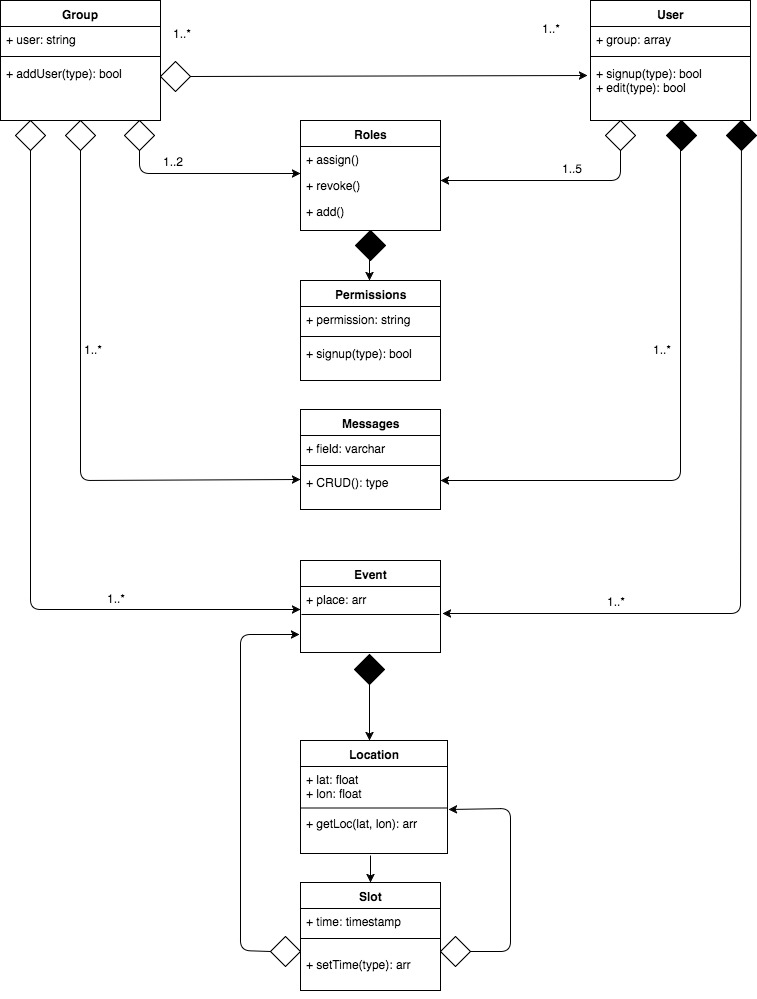 Group
User
+ user: string
1..*
1..*
+ group: array
+ addUser(type): bool
+ signup(type): bool
+ edit(type): bool
Roles
1..2
+ assign()
1..5
+ revoke()
+ add()
Permissions
+ permission: string
1..*
+ signup(type): bool
1..*
Messages
+ field: varchar
+ CRUD(): type
Event
1..*
+ place: arr
1..*
Location
+ lat: float
+ lon: float
+ getLoc(lat, lon): arr
Slot
+ time: timestamp
+ setTime(type): arr